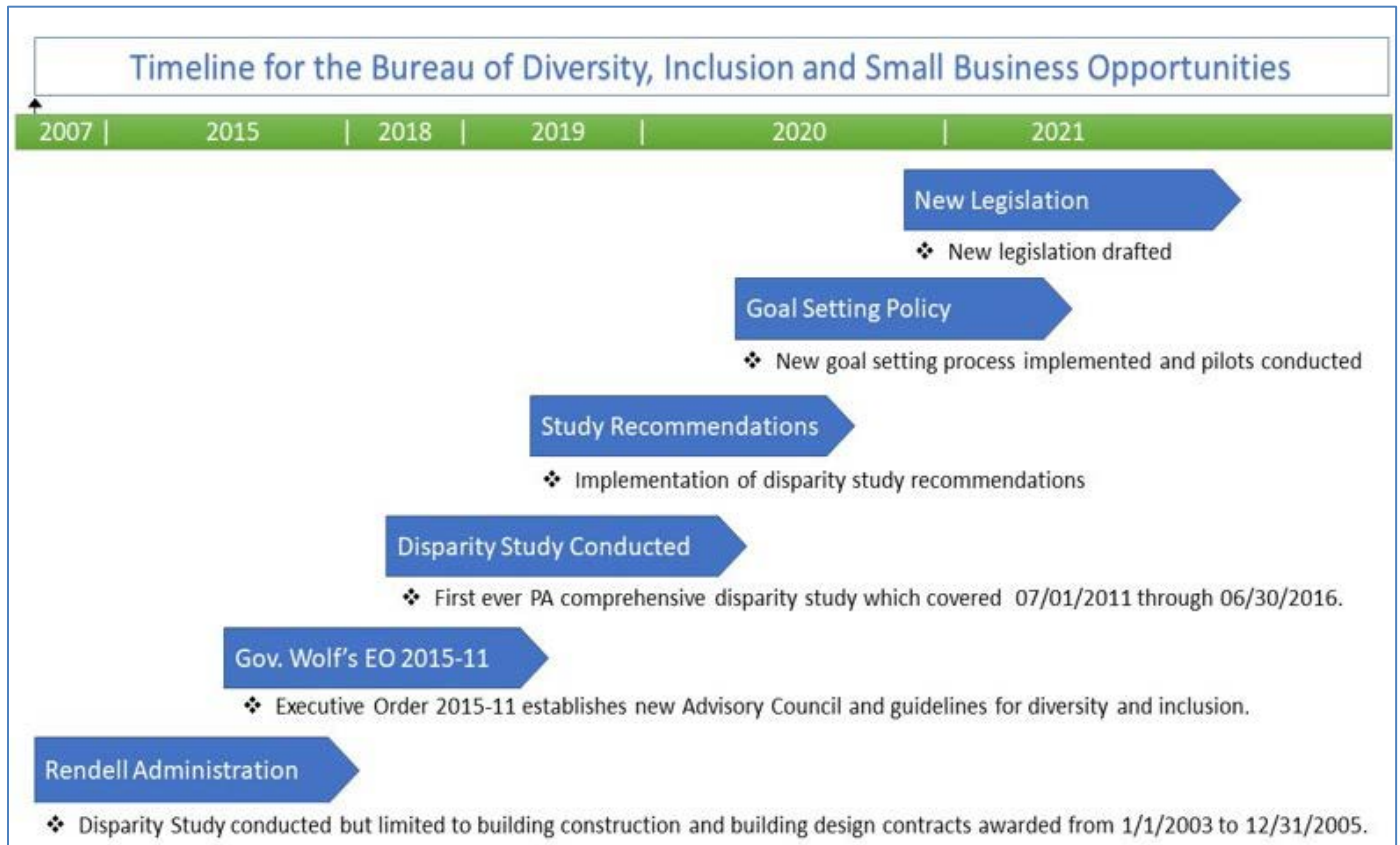 Timeline for the Bureau of Diversity, Inclusion and Small Business Opportunities
2007 | 2015 | 2018 | 2019 | 2020 | 2021
New Legislation
❖ New legislation drafted
Goal Setting Policy
❖ New goal setting process implemented and pilots conducted
Study Recommendations
❖ Implementation of disparity study recommendations
Disparity Study Conducted
❖ First ever PA comprehensive disparity study which covered 07/01/2011 through 06/30/2016.
Gov. Wolf's EO 2015-11
❖ Executive Order 2015-11 establishes new Advisory Council and guidelines for diversity and inclusion.
Rendell Administration
❖ Disparity Study conducted but limited to building construction and building design contracts awarded from 1/1/2003 to 12/31/2005.